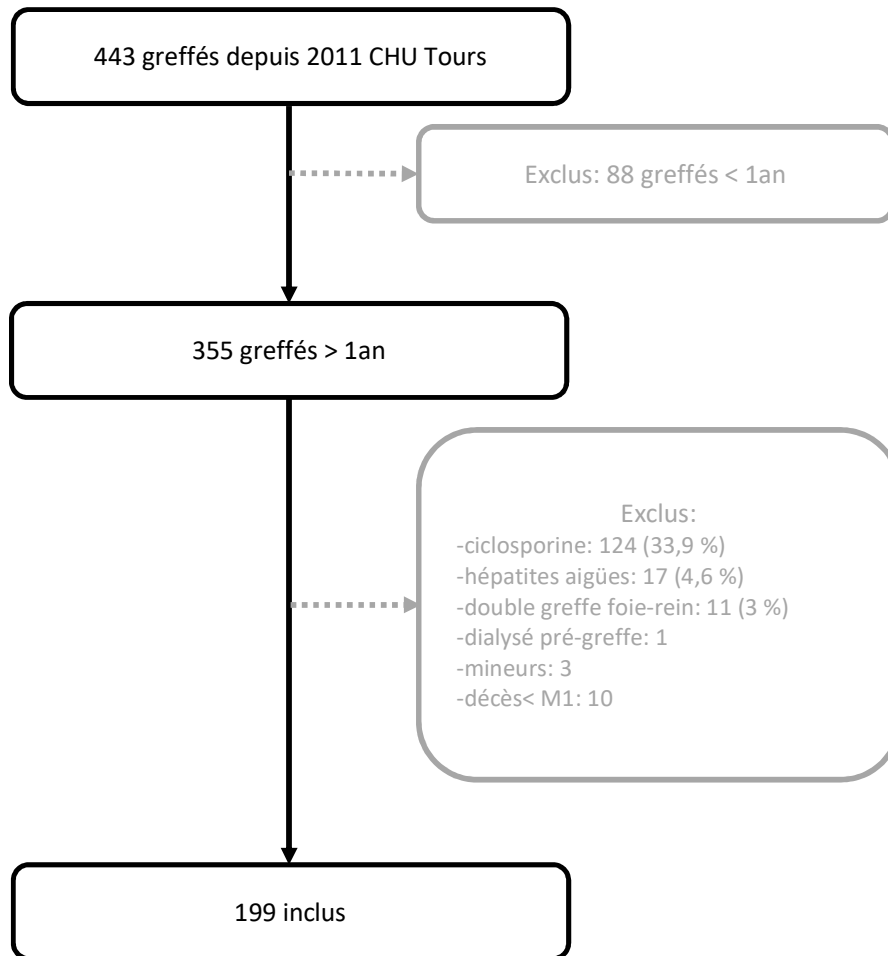 443 greffés depuis 2011 CHU Tours
Exclus: 88 greffés < 1an
355 greffés > 1an
Exclus:
-ciclosporine: 124 (33,9 %)
-hépatites aigües: 17 (4,6 %)
-double greffe foie-rein: 11 (3 %)
-dialysé pré-greffe: 1
-mineurs: 3
-décès< M1: 10
199 inclus